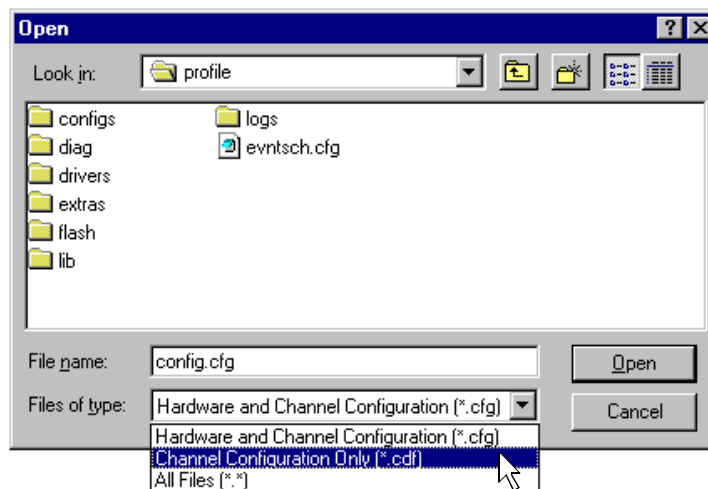 Open
Look in: profile
configs logs
diag evntsch.cfg
drivers
extras
flash
lib
File name: config.cfg Open
Files of type: Hardware and Channel Configuration (*.cfg) Cancel
Hardware and Channel Configuration (*.cfg)
Channel Configuration Only (*.cdf)
All Files (*.*)